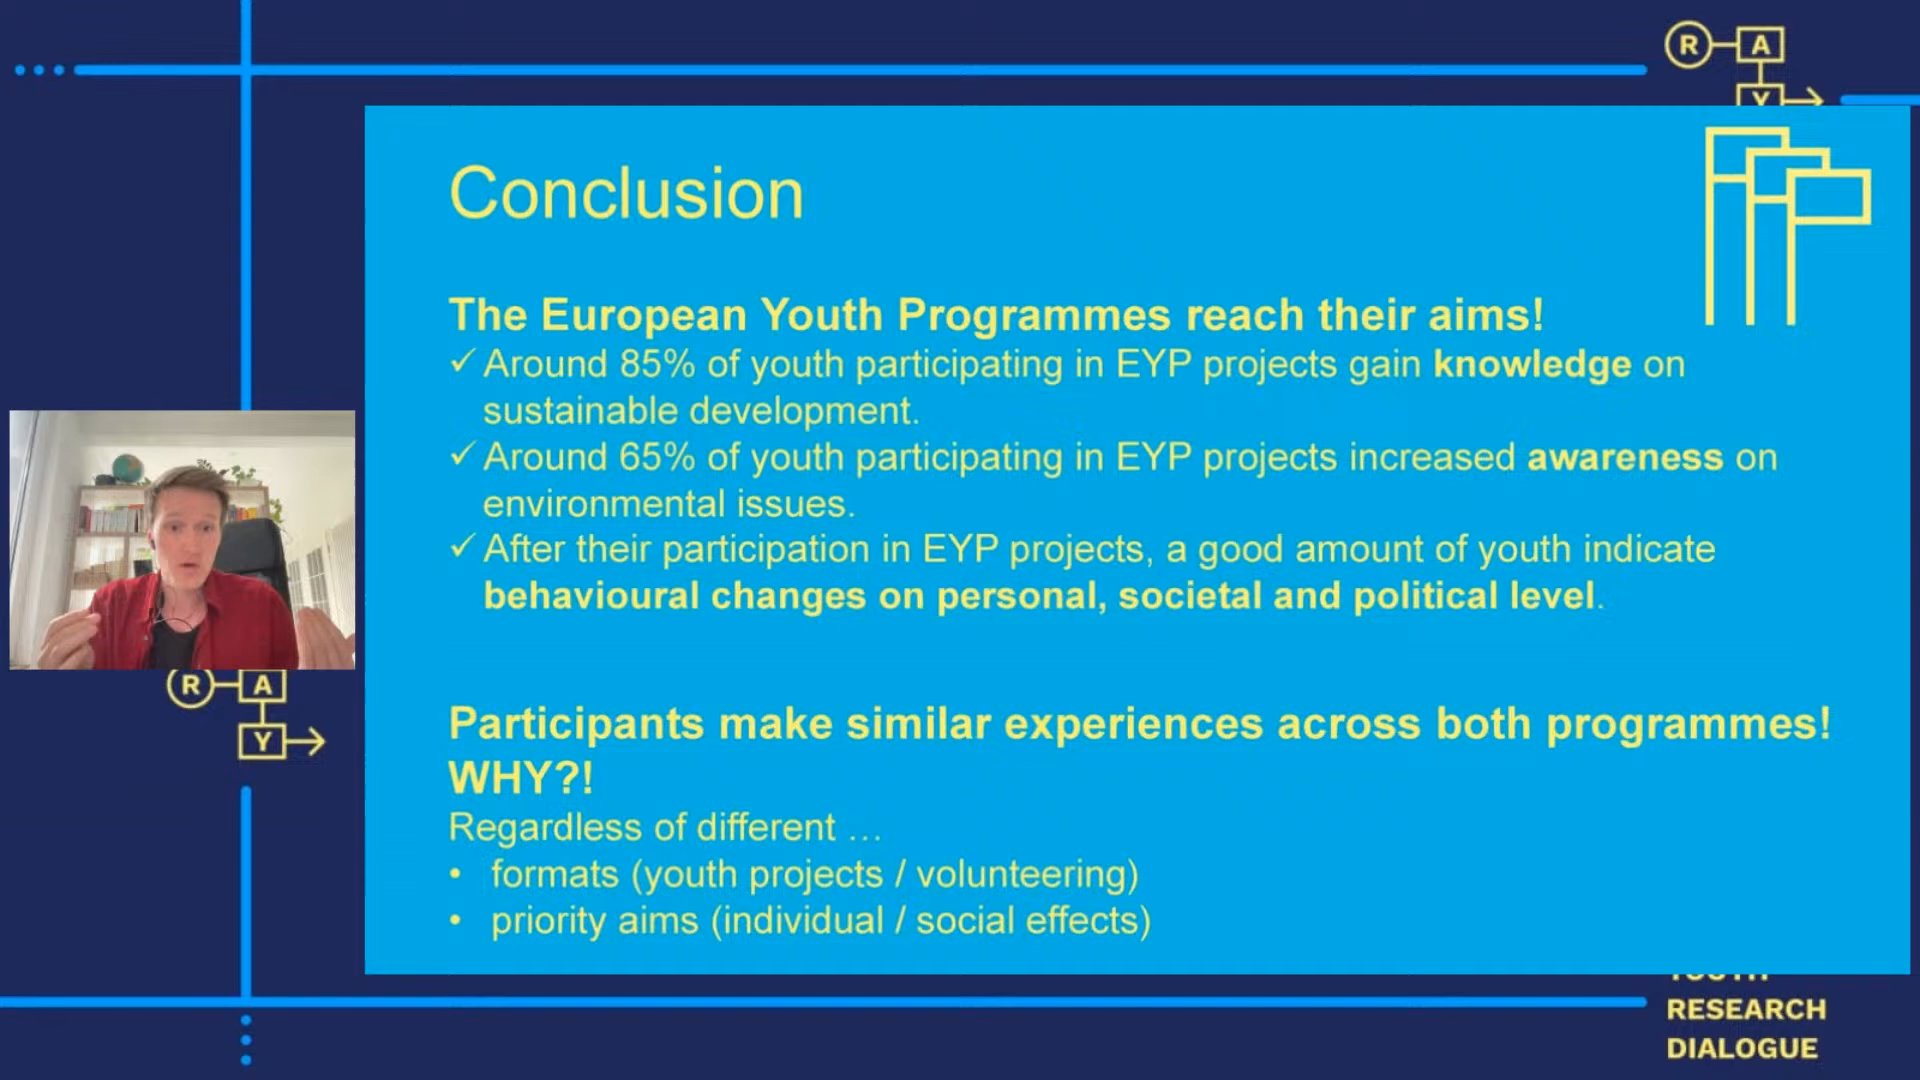 R A
Y
Conclusion
The European Youth Programmes reach their aims!
✓ Around 85% of youth participating in EYP projects gain knowledge on
sustainable development.
✓ Around 65% of youth participating in EYP projects increased awareness on
environmental issues.
✓ After their participation in EYP projects, a good amount of youth indicate
behavioural changes on personal, societal and political level.
Participants make similar experiences across both programmes!
WHY?!
Regardless of different …
• formats (youth projects / volunteering)
• priority aims (individual / social effects)
R A
Y
RESEARCH
DIALOGUE